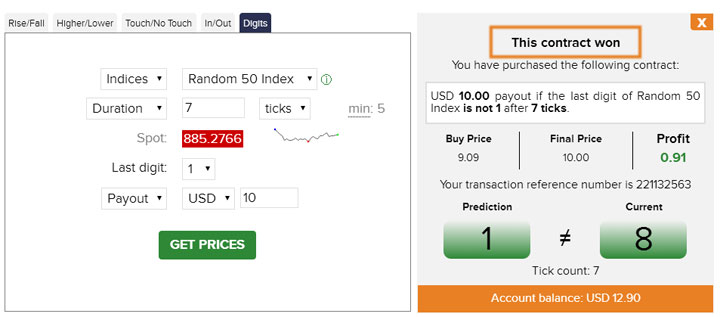 Rise/Fall Higher/Lower Touch/No Touch In/Out Digits
Indices Random 50 Index
Duration 7 ticks min: 5
Spot: 885.2766
Last digit: 1
Payout USD 10
GET PRICES
X
This contract won
You have purchased the following contract:
USD 10.00 payout if the last digit of Random 50
Index is not 1 after 7 ticks.
Buy Price Final Price Profit
9.09 10.00 0.91
Your transaction reference number is 221132563
Prediction Current
1 ≠ 8
Tick count: 7
Account balance: USD 12.90